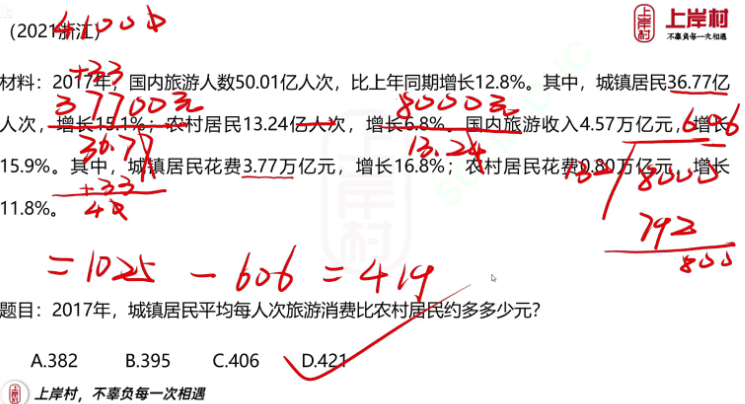 (2021浙江)
41000
上岸村
不辜负每一次相遇
+33
材料：2017年，国内旅游人数50.01亿人次，比上年同期增长12.8%。其中，城镇居民36.77亿
37700元
8000元
人次，增长15.1%；农村居民13.24亿人次，增长6.8%。国内旅游收入4.57万亿元，增长
606
36.77
13.24
15.9%。其中，城镇居民花费3.77万亿元，增长16.8%；农村居民花费0.80万亿元，增长
132
8000
+33
11.8%。
792
800
=1025 - 606 = 419
题目：2017年，城镇居民平均每人次旅游消费比农村居民约多多少元？
A.382 B.395 C.406 D.421
上岸村，不辜负每一次相遇